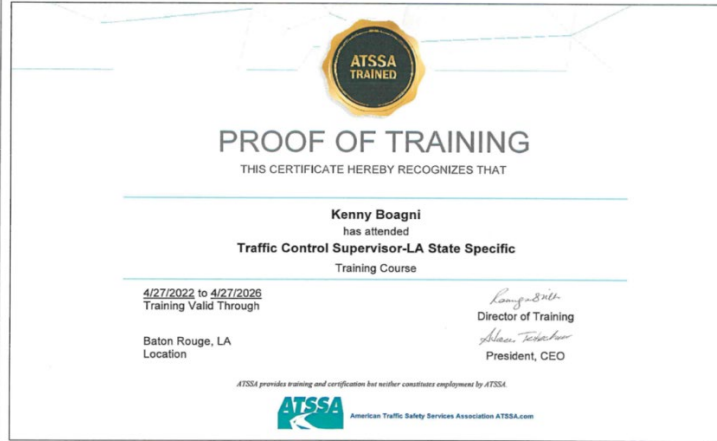 ATSSA
TRAINED
PROOF OF TRAINING
THIS CERTIFICATE HEREBY RECOGNIZES THAT
Kenny Boagni
has attended
Traffic Control Supervisor-LA State Specific
Training Course
4/27/2022 to 4/27/2026
Training Valid Through
Director of Training
Baton Rouge, LA
Location
President, CEO
ATSSA provides training and certification but neither constitutes employment by ATSSA.
ATSSA
American Traffic Safety Services Association ATSSA.com